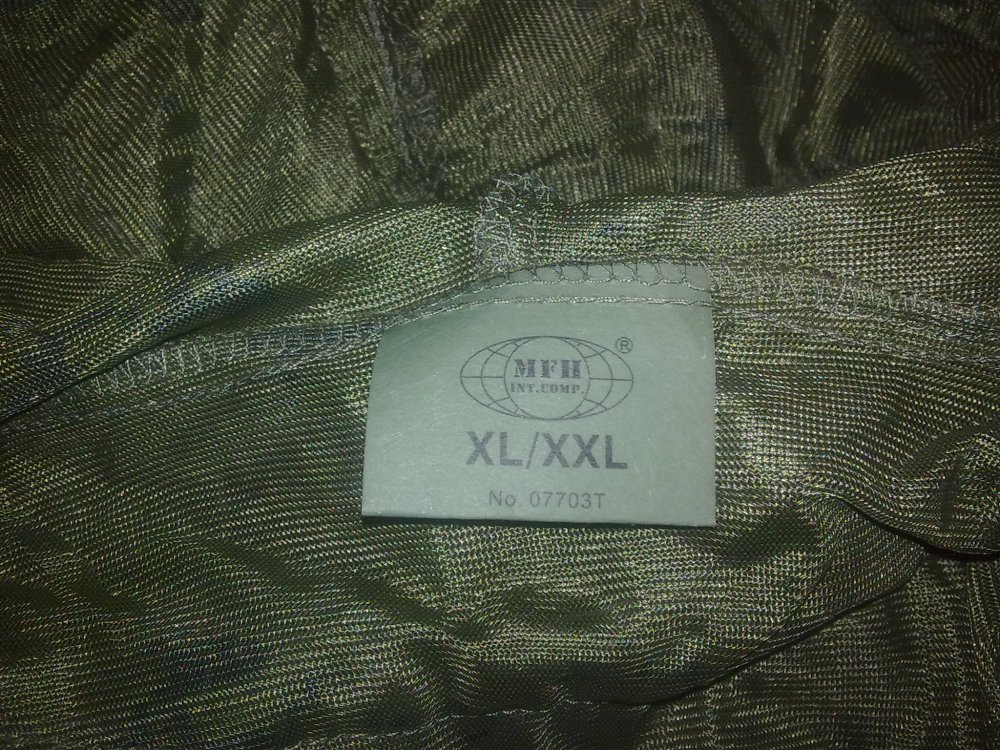 MFH ®
INT.COMP.
XL/XXL
No. 07703T